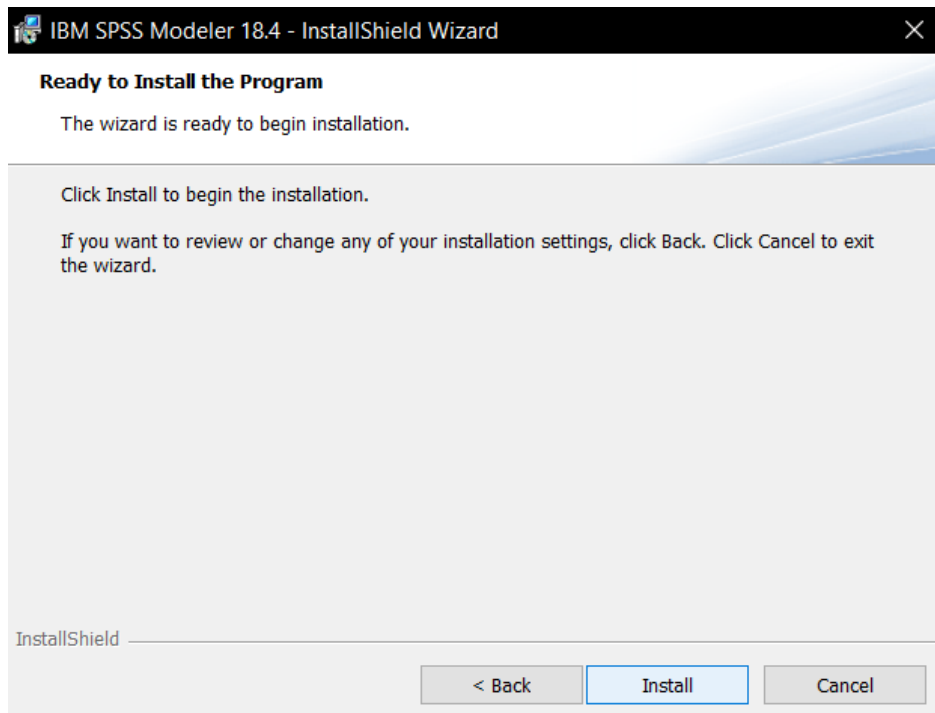 IBM SPSS Modeler 18.4 - InstallShield Wizard
Ready to Install the Program
The wizard is ready to begin installation.
Click Install to begin the installation.
If you want to review or change any of your installation settings, click Back. Click Cancel to exit
the wizard.
InstallShield
< Back
Install
Cancel